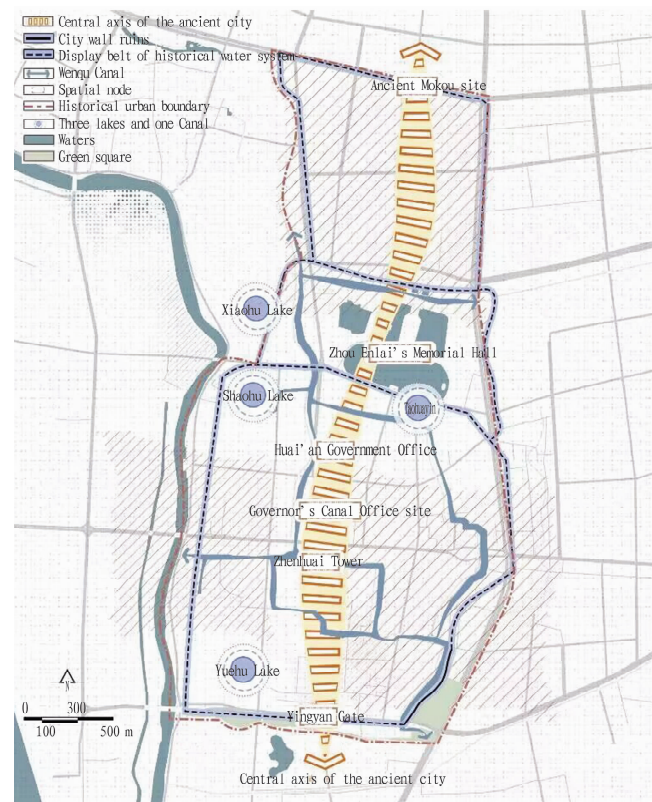 Central axis of the ancient city
City wall ruins
Display belt of historical water system
Wenqu Canal
Spatial node
Historical urban boundary
Three lakes and one Canal
Waters
Green square
Ancient Mokou site
Xiaohu Lake
Zhou Enlai's Memorial Hall
Shaohu Lake
Taohuayin
Huai'an Government Office
Governor's Canal Office site
Zhenhuai Tower
Yuehu Lake
N
0 300
100 500 m
Yingyan Gate
Central axis of the ancient city